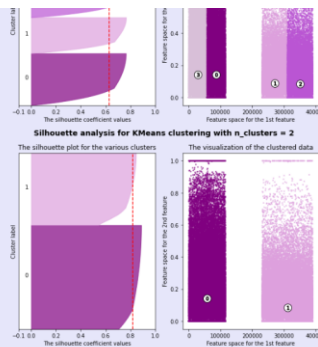 Cluster label
1
0
-0.1 0.0 0.2 0.4 0.6 0.8 1.0
The silhouette coefficient values
Feature space for the
0.6
0.4
0.2
0.0
3 0 1 2
0 100000 200000 300000 4000
Feature space for the 1st feature
Silhouette analysis for KMeans clustering with n_clusters = 2
The silhouette plot for the various clusters
Cluster label
1
0
-0.1 0.0 0.2 0.4 0.6 0.8 1.0
The silhouette coefficient values
The visualization of the clustered data
Feature space for the 2nd feature
1.0
0.8
0.6
0.4
0.2
0.0
0 1
0 100000 200000 300000 4000
Feature space for the 1st feature